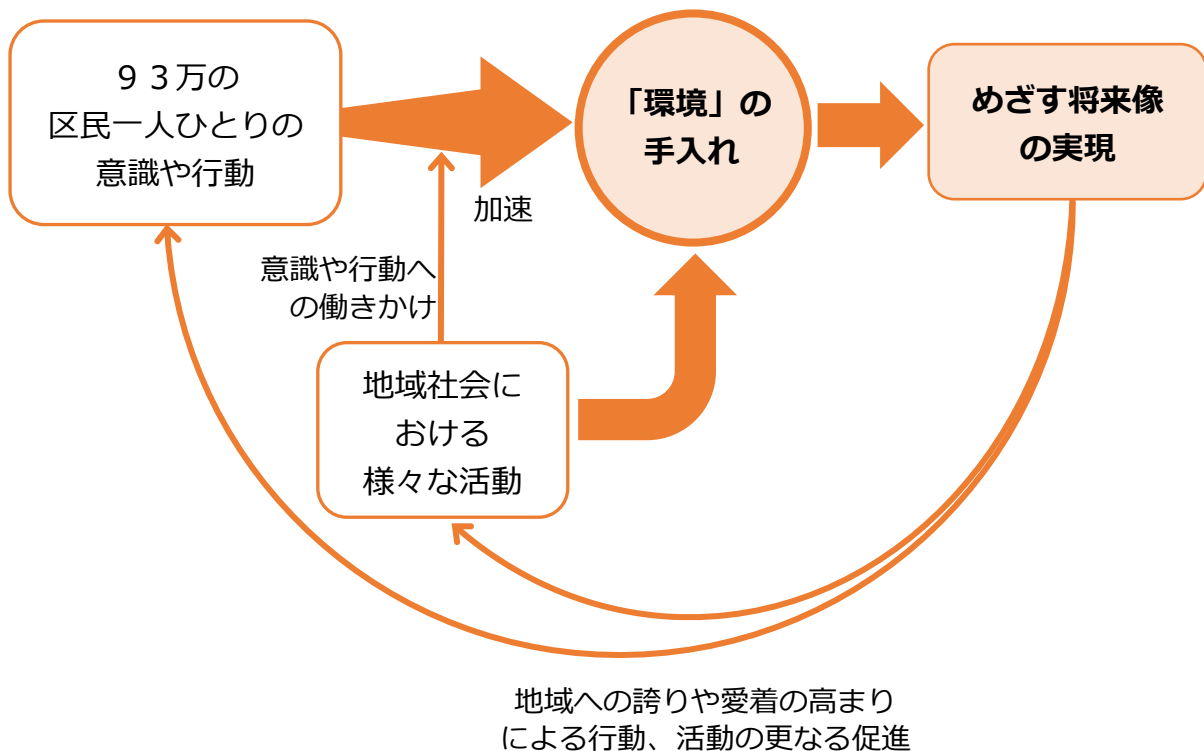 ９３万の
区民一人ひとりの
意識や行動
「環境」の
手入れ
めざす将来像
の実現
加速
意識や行動へ
の働きかけ
地域社会に
おける
様々な活動
地域への誇りや愛着の高まり
による行動、活動の更なる促進